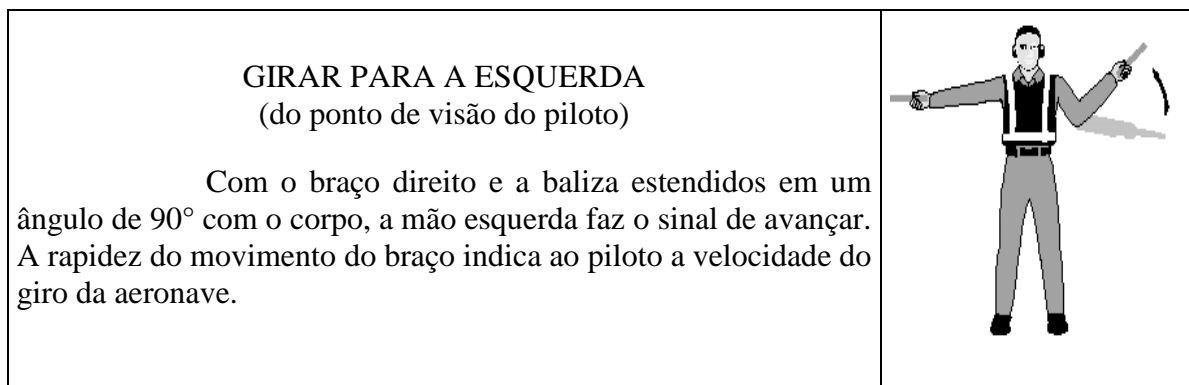 GIRAR PARA A ESQUERDA
(do ponto de visão do piloto)
Com o braço direito e a baliza estendidos em um
ângulo de 90° com o corpo, a mão esquerda faz o sinal de avançar.
A rapidez do movimento do braço indica ao piloto a velocidade do
giro da aeronave.